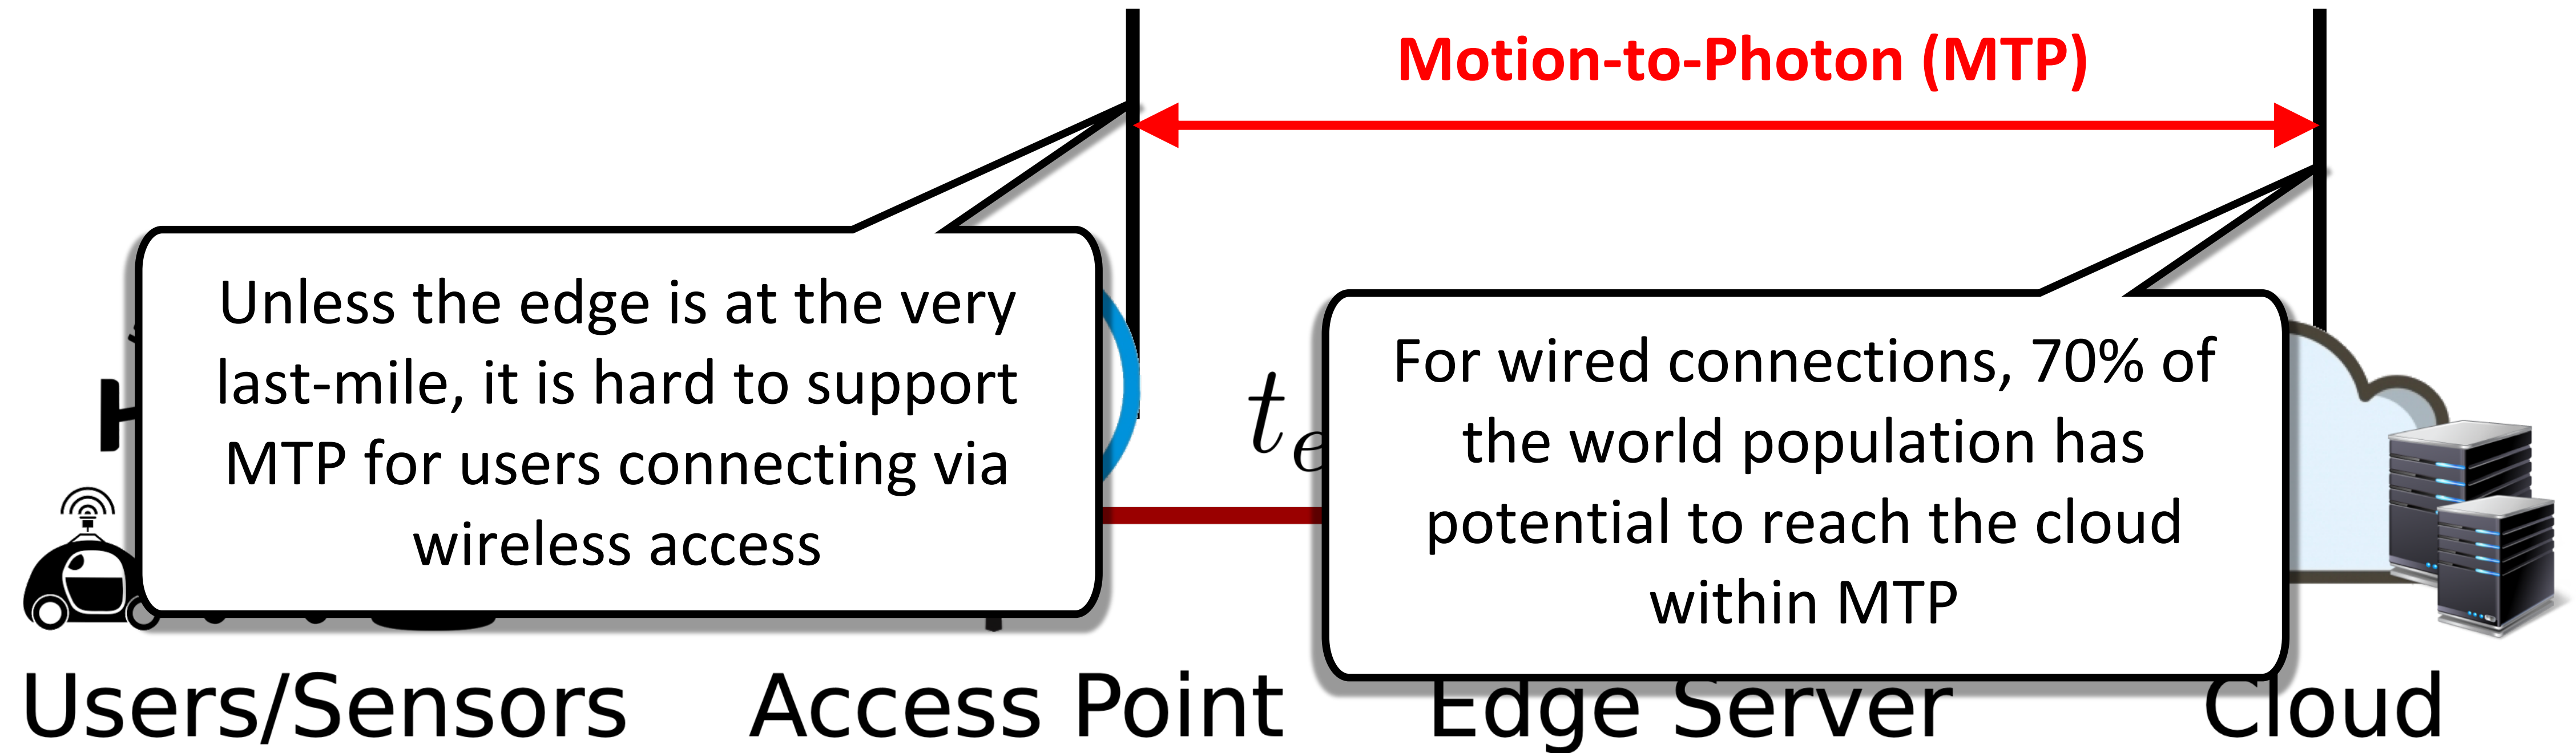 Motion-to-Photon (MTP)
Unless the edge is at the very
last-mile, it is hard to support
MTP for users connecting via
wireless access
For wired connections, 70% of
the world population has
potential to reach the cloud
within MTP
t_e
Users/Sensors
Access Point
Edge Server
Cloud